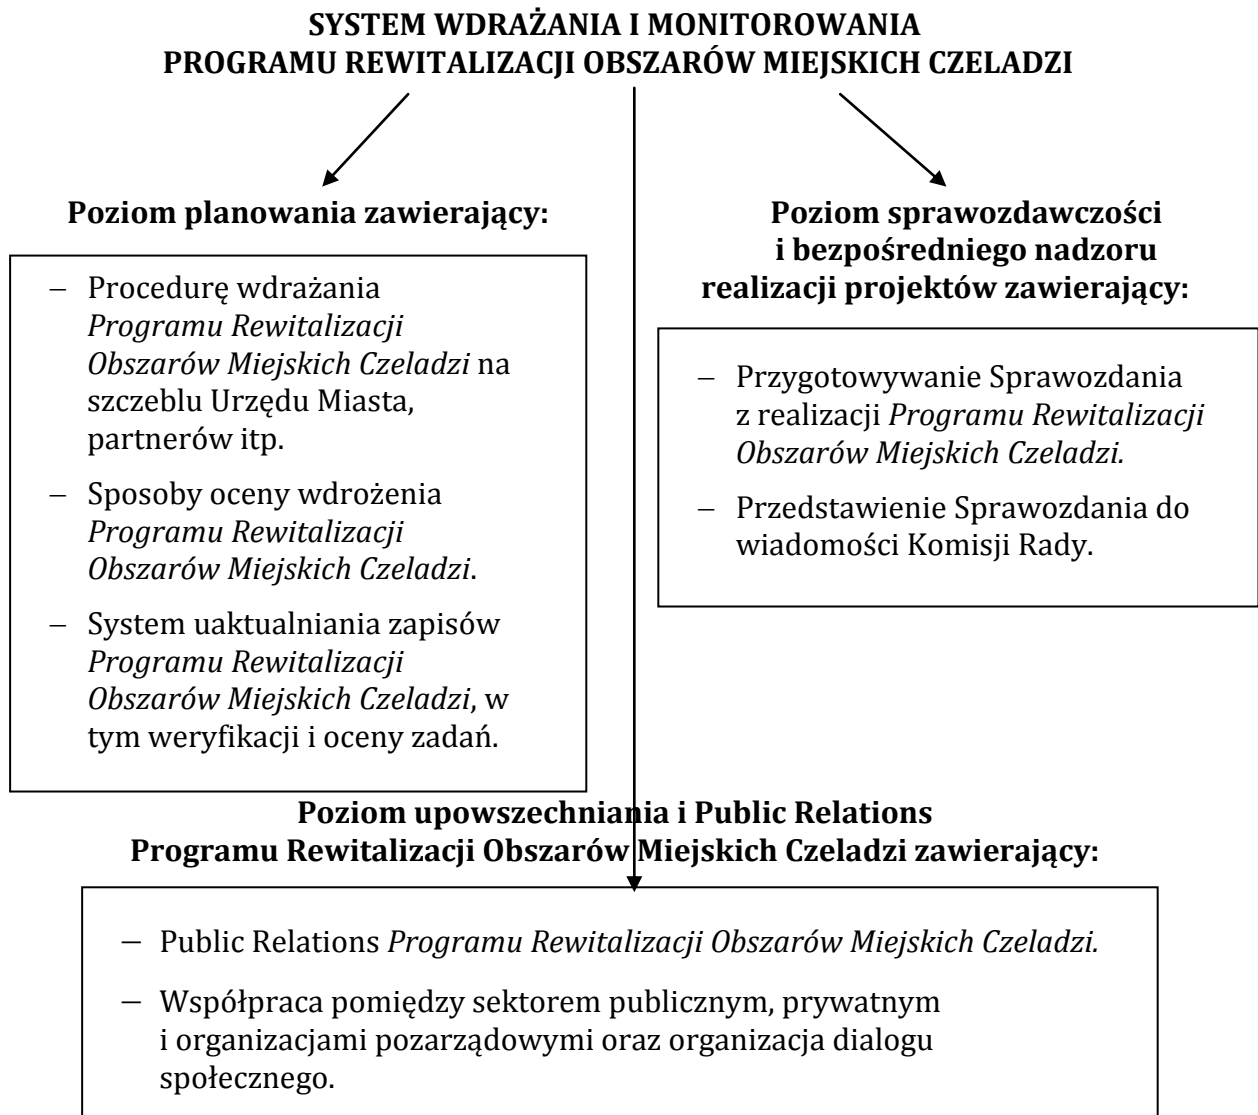 SYSTEM WDRAŻANIA I MONITOROWANIA
PROGRAMU REWITALIZACJI OBSZARÓW MIEJSKICH CZELADZI
Poziom planowania zawierający:
– Procedurę wdrażania
Programu Rewitalizacji
Obszarów Miejskich Czeladzi na
szczeblu Urzędu Miasta,
partnerów itp.
– Sposoby oceny wdrożenia
Programu Rewitalizacji
Obszarów Miejskich Czeladzi.
– System uaktualniania zapisów
Programu Rewitalizacji
Obszarów Miejskich Czeladzi, w
tym weryfikacji i oceny zadań.
Poziom sprawozdawczości
i bezpośredniego nadzoru
realizacji projektów zawierający:
– Przygotowywanie Sprawozdania
z realizacji Programu Rewitalizacji
Obszarów Miejskich Czeladzi.
– Przedstawienie Sprawozdania do
wiadomości Komisji Rady.
Poziom upowszechniania i Public Relations
Programu Rewitalizacji Obszarów Miejskich Czeladzi zawierający:
– Public Relations Programu Rewitalizacji Obszarów Miejskich Czeladzi.
– Współpraca pomiędzy sektorem publicznym, prywatnym
i organizacjami pozarządowymi oraz organizacja dialogu
społecznego.